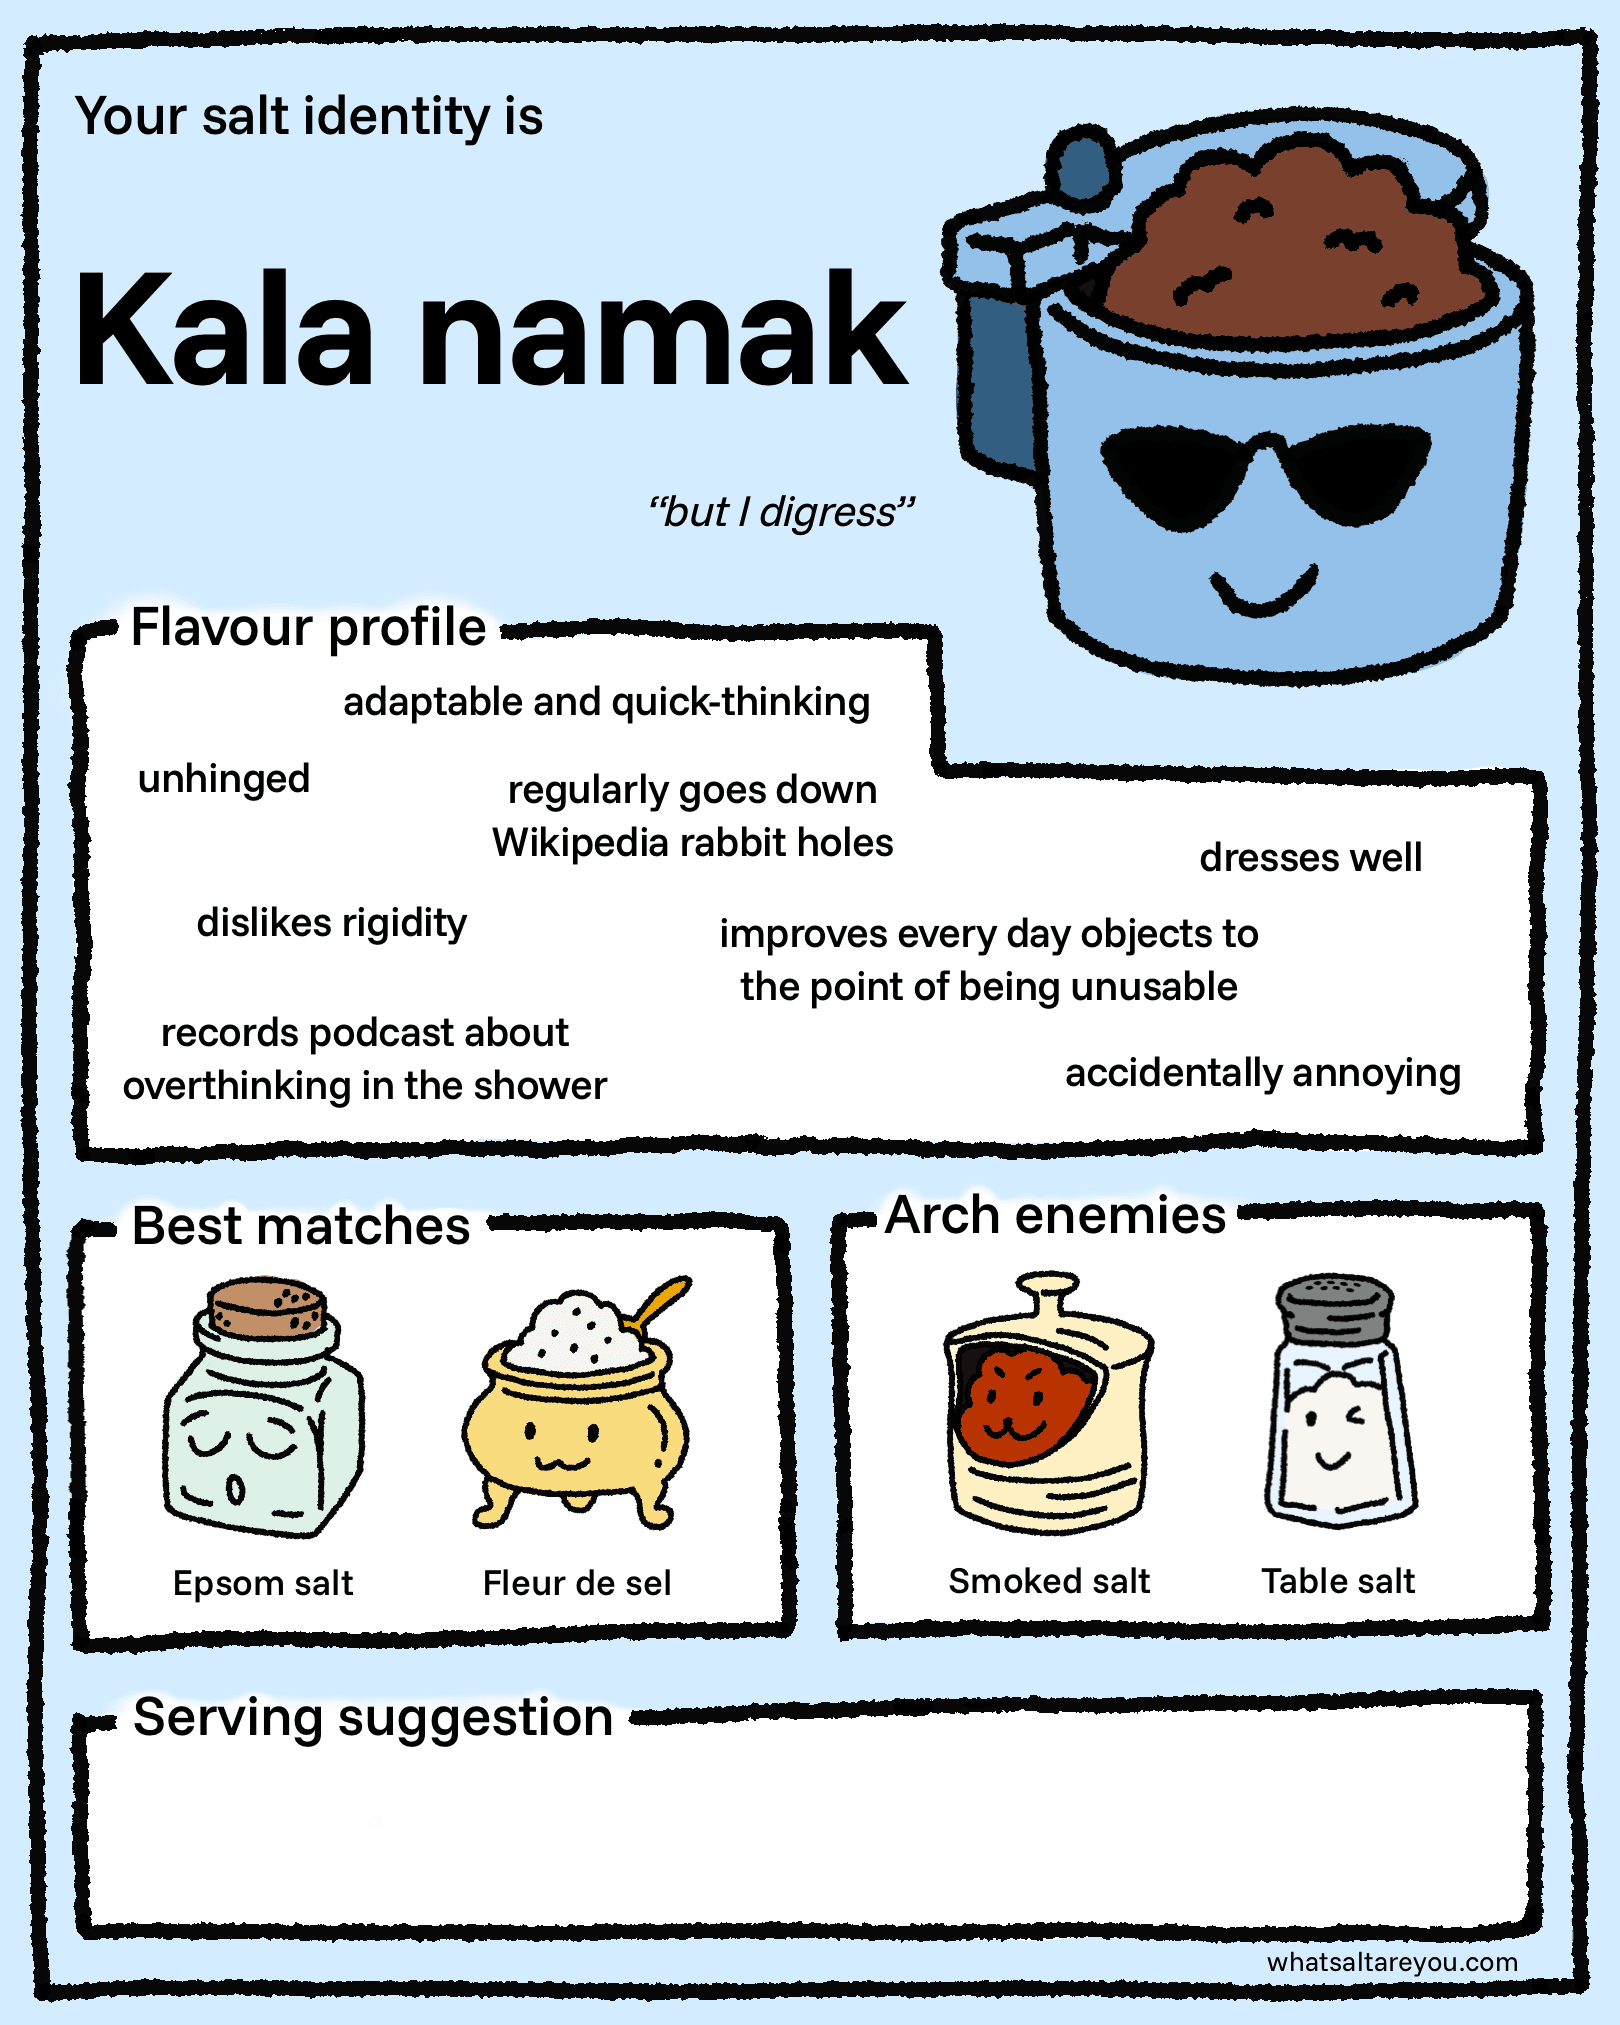 Your salt identity is
Kala namak
“but I digress”
Flavour profile
adaptable and quick-thinking
unhinged
regularly goes down
Wikipedia rabbit holes
dresses well
dislikes rigidity
improves every day objects to
the point of being unusable
records podcast about
overthinking in the shower
accidentally annoying
Best matches
Epsom salt
Fleur de sel
Arch enemies
Smoked salt
Table salt
Serving suggestion
whatsaltareyou.com